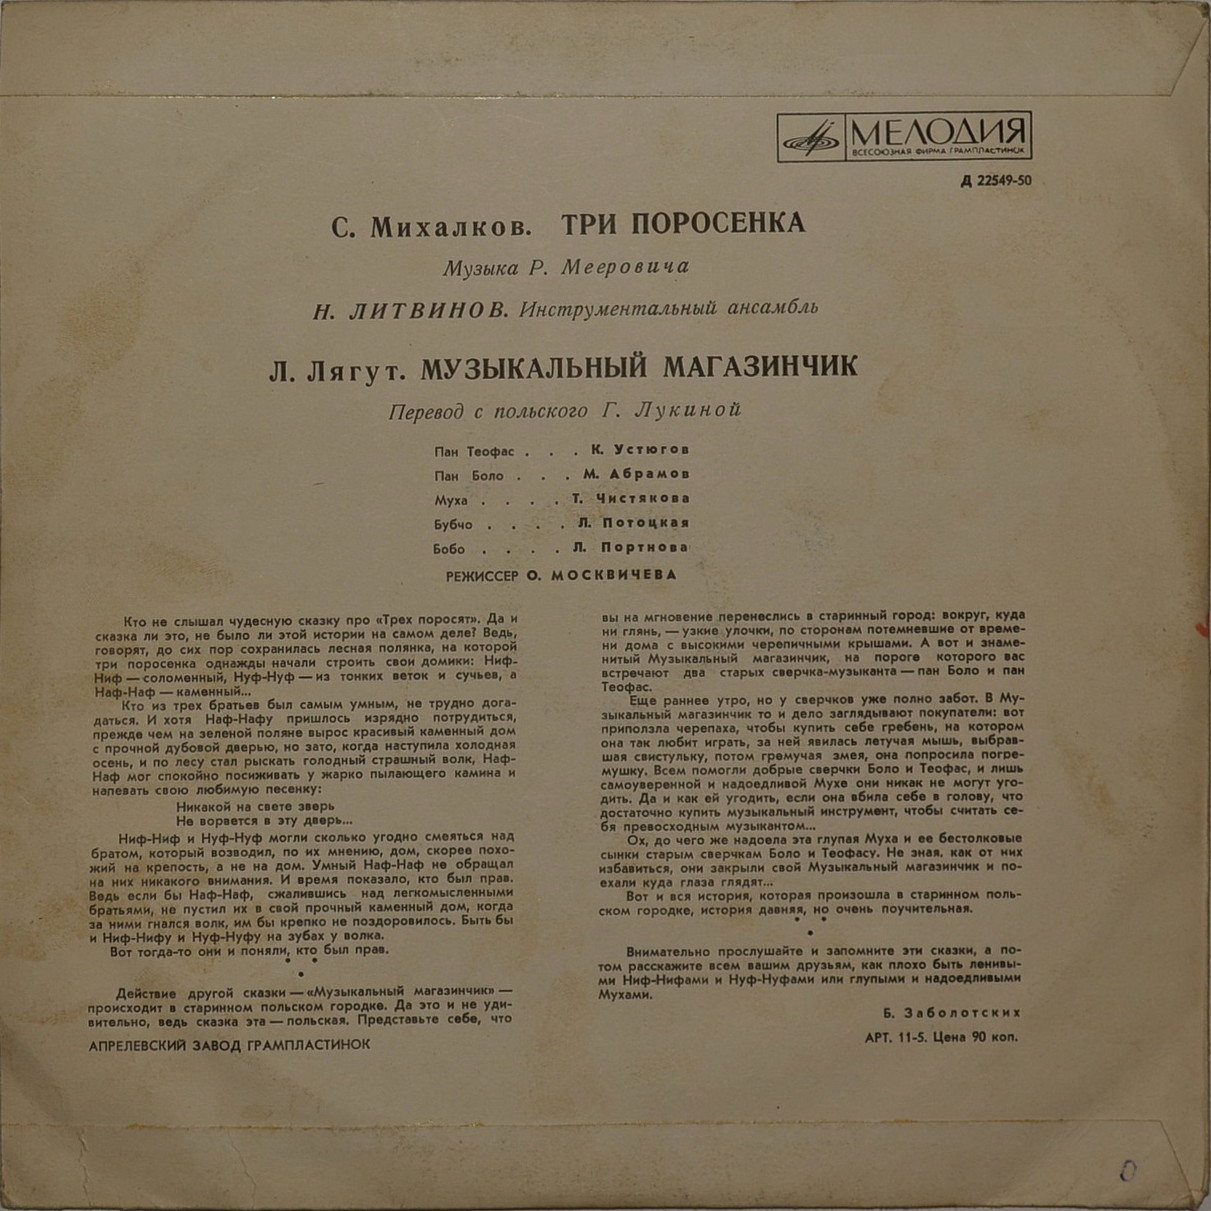 МЕЛОДИЯ
ВСЕСОЮЗНАЯ ФИРМА ГРАМПЛАСТИНОК
Д 22549-50
С. Михалков. ТРИ ПОРОСЕНКА
Музыка Р. Мееровича
Н. ЛИТВИНОВ. Инструментальный ансамбль
Л. Лягут. МУЗЫКАЛЬНЫЙ МАГАЗИНЧИК
Перевод с польского Г. Лукиной
Пан Теофас . . . К. Устюгов
Пан Боло . . . М. Абрамов
Муха . . . . Т. Чистякова
Бубчо . . . . Л. Потоцкая
Бобо . . . . Л. Портнова
РЕЖИССЕР О. МОСКВИЧЕВА
Кто не слышал чудесную сказку про «Трех поросят». Да и
сказка ли это, не было ли этой истории на самом деле? Ведь,
говорят, до сих пор сохранилась лесная полянка, на которой
три поросенка однажды начали строить свои домики: Ниф-
Ниф — соломенный, Нуф-Нуф — из тонких веток и сучьев, а
Наф-Наф — каменный...
Кто из трех братьев был самым умным, не трудно дога-
даться. И хотя Наф-Нафу пришлось изрядно потрудиться,
прежде чем на зеленой поляне вырос красивый каменный дом
с прочной дубовой дверью, но зато, когда наступила холодная
осень, и по лесу стал рыскать голодный страшный волк, Наф-
Наф мог спокойно посиживать у жарко пылающего камина и
напевать свою любимую песенку:
Никакой на свете зверь
Не ворвется в эту дверь...
Ниф-Ниф и Нуф-Нуф могли сколько угодно смеяться над
братом, который возводил, по их мнению, дом, скорее похо-
жий на крепость, а не на дом. Умный Наф-Наф не обращал
на них никакого внимания. И время показало, кто был прав.
Ведь если бы Наф-Наф, сжалившись над легкомысленными
братьями, не пустил их в свой прочный каменный дом, когда
за ними гнался волк, им бы крепко не поздоровилось. Быть бы
и Ниф-Нифу и Нуф-Нуфу на зубах у волка.
Вот тогда-то они и поняли, кто был прав.
Действие другой сказки — «Музыкальный магазинчик» —
происходит в старинном польском городке. Да это и не уди-
вительно, ведь сказка эта — польская. Представьте себе, что
АПРЕЛЕВСКИЙ ЗАВОД ГРАМПЛАСТИНОК
вы на мгновение перенеслись в старинный город: вокруг, куда
ни глянь, — узкие улочки, по сторонам потемневшие от време-
ни дома с высокими черепичными крышами. А вот и знаме-
нитый Музыкальный магазинчик, на пороге которого вас
встречают два старых сверчка-музыканта — пан Боло и пан
Теофас.
Еще раннее утро, но у сверчков уже полно забот. В Му-
зыкальный магазинчик то и дело заглядывают покупатели: вот
приползла черепаха, чтобы купить себе гребень, на котором
она так любит играть, за ней явилась летучая мышь, выбрав-
шая свистульку, потом гремучая змея, она попросила погре-
мушку. Всем помогли добрые сверчки Боло и Теофас, и лишь
самоуверенной и надоедливой Мухе они никак не могут уго-
дить. Да и как ей угодить, если она вбила себе в голову, что
достаточно купить музыкальный инструмент, чтобы считать се-
бя превосходным музыкантом...
Ох, до чего же надоела эта глупая Муха и ее бестолковые
сынки старым сверчкам Боло и Теофасу. Не зная, как от них
избавиться, они закрыли свой Музыкальный магазинчик и по-
ехали куда глаза глядят...
Вот и вся история, которая произошла в старинном поль-
ском городке, история давняя, но очень поучительная.
Внимательно прослушайте и запомните эти сказки, а по-
том расскажите всем вашим друзьям, как плохо быть ленивы-
ми Ниф-Нифами и Нуф-Нуфами или глупыми и надоедливыми
Мухами.
Б. Заболотских
АРТ. 11-5. Цена 90 коп.
0